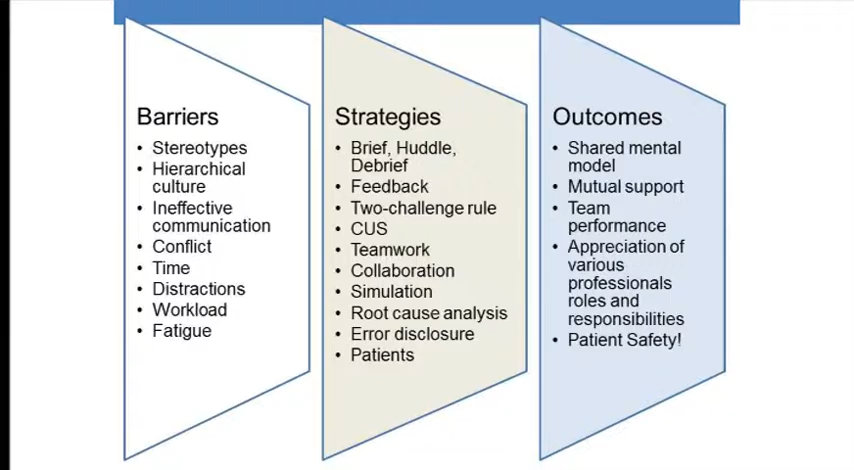 Barriers
• Stereotypes
• Hierarchical
culture
• Ineffective
communication
• Conflict
• Time
• Distractions
• Workload
• Fatigue
Strategies
• Brief, Huddle,
Debrief
• Feedback
• Two-challenge rule
• CUS
• Teamwork
• Collaboration
• Simulation
• Root cause analysis
• Error disclosure
• Patients
Outcomes
• Shared mental
model
• Mutual support
• Team
performance
• Appreciation of
various
professionals
roles and
responsibilities
• Patient Safety!